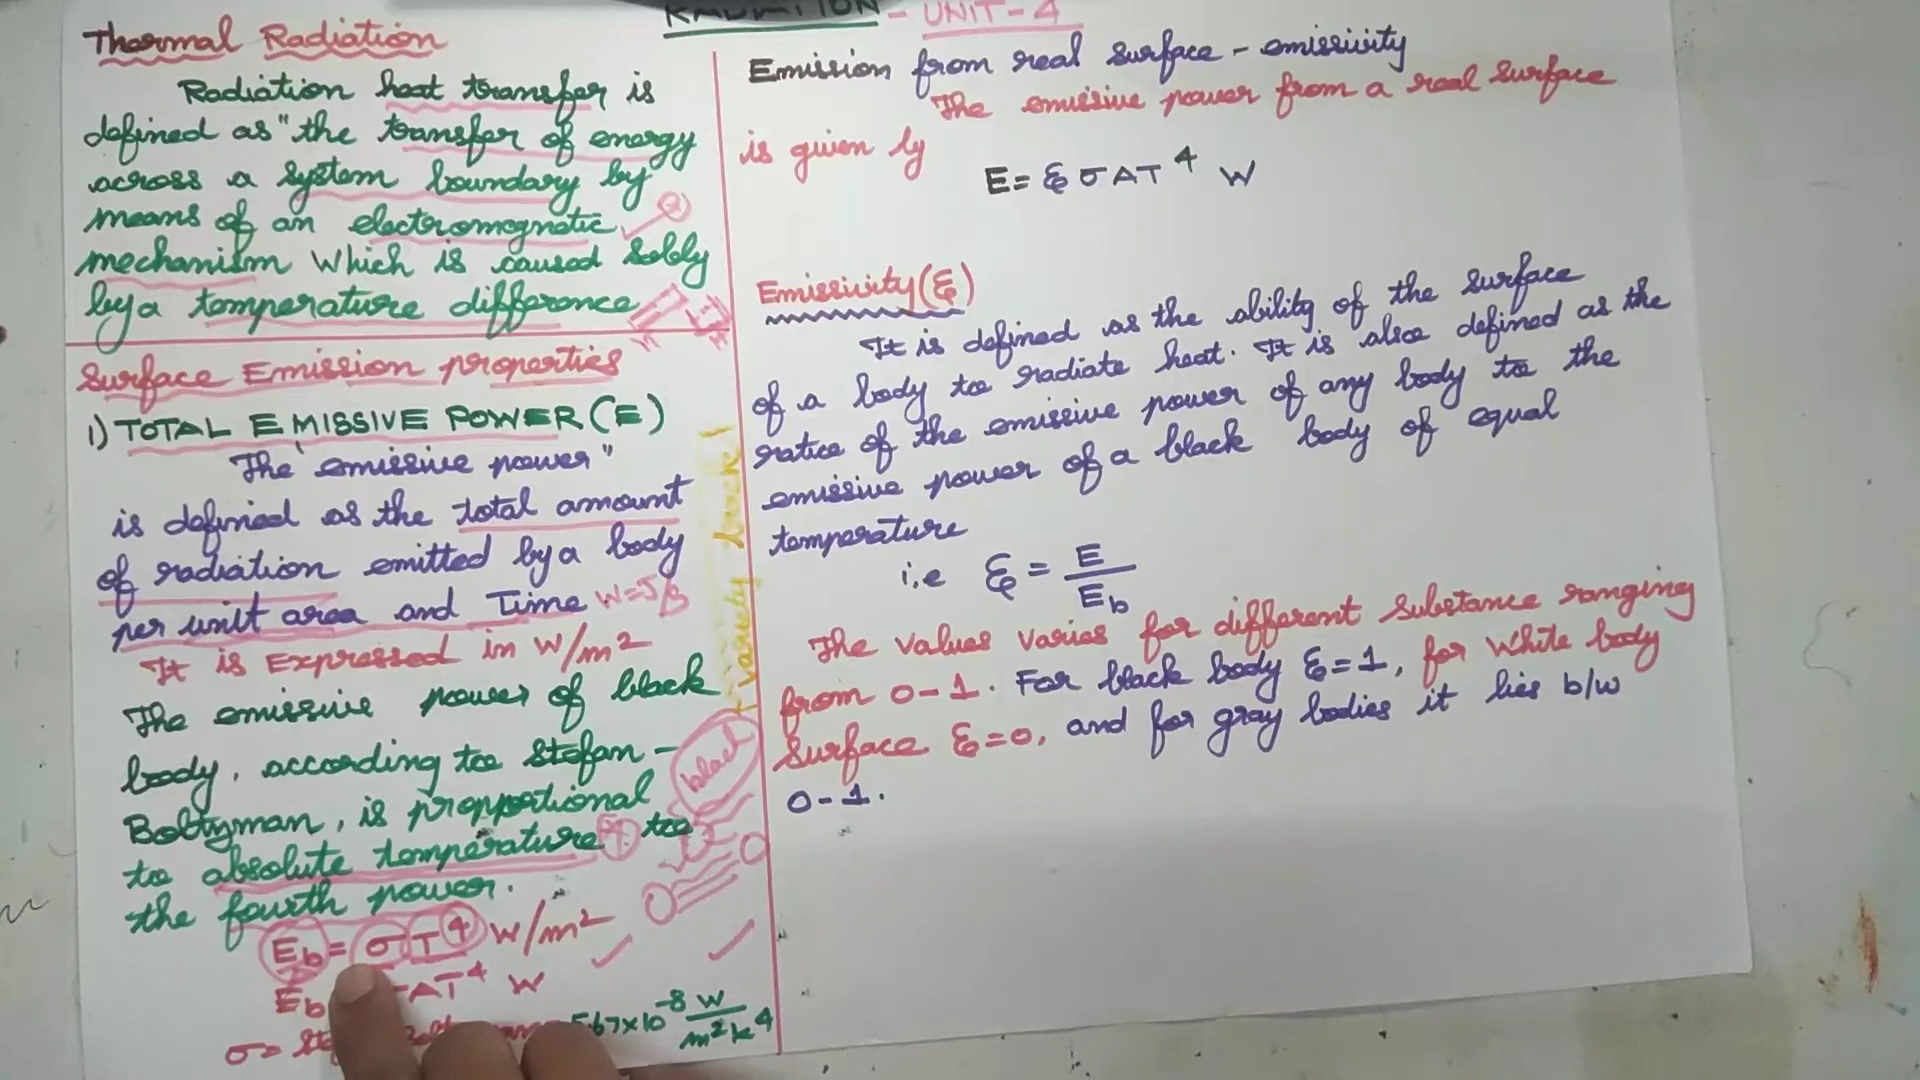 - UNIT - 4
Thermal Radiation
Radiation heat transfer is
defined as "the transfer of energy
across a system boundary by
means of an electromagnetic
mechanism which is caused solely
by a temperature difference
Surface Emission properties
1) TOTAL EMISSIVE POWER (E)
The emissive power"
is defined as the total amount
of radiation emitted by a body
per unit area and Time W=J/s
It is Expressed in W/m²
The emissive power of black
body, according to Stefan -
Boltzman, is proportional
to absolute temperature to
the fourth power.
black
Eb = σT⁴ W/m²
Eb σAT⁴ W
σ= 5.67×10⁻⁸ W/m²k⁴
Emission from real surface - emissivity
The emissive power from a real surface
is given by
E= ξσAT⁴ W
Emissivity (ξ)
It is defined as the ability of the surface
of a body to radiate heat. It is also defined as the
ratio of the emissive power of any body to the
emissive power of a black body of equal
temperature
i.e ξ = E/Eb
The values varies for different substance ranging
from 0-1. For black body ξ=1, for white body
surface ξ=0, and for gray bodies it lies b/w
0-1.